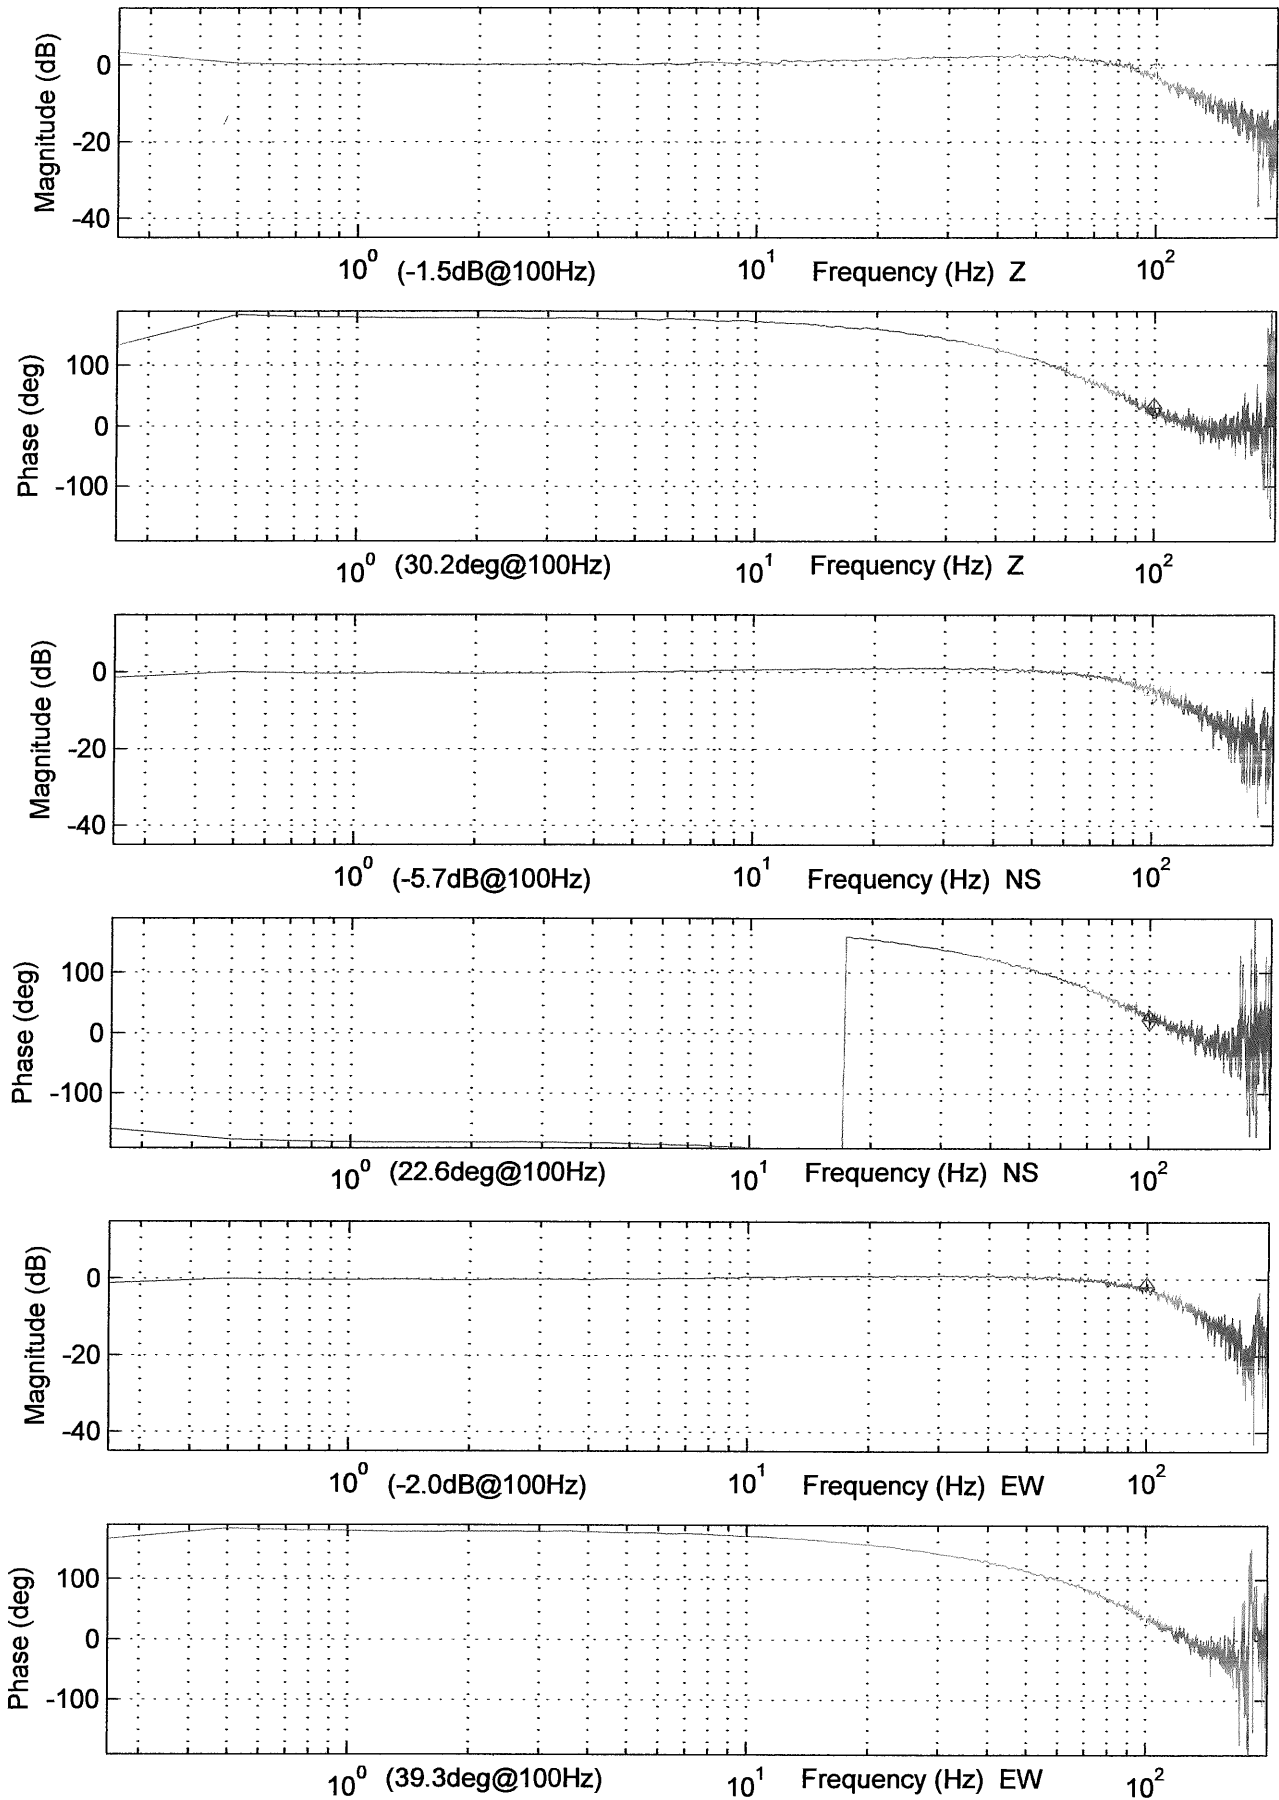 Magnitude (dB)
0
-20
-40
10^0 (-1.5dB@100Hz) 10^1 Frequency (Hz) Z 10^2
Phase (deg)
100
0
-100
10^0 (30.2deg@100Hz) 10^1 Frequency (Hz) Z 10^2
Magnitude (dB)
0
-20
-40
10^0 (-5.7dB@100Hz) 10^1 Frequency (Hz) NS 10^2
Phase (deg)
100
0
-100
10^0 (22.6deg@100Hz) 10^1 Frequency (Hz) NS 10^2
Magnitude (dB)
0
-20
-40
10^0 (-2.0dB@100Hz) 10^1 Frequency (Hz) EW 10^2
Phase (deg)
100
0
-100
10^0 (39.3deg@100Hz) 10^1 Frequency (Hz) EW 10^2